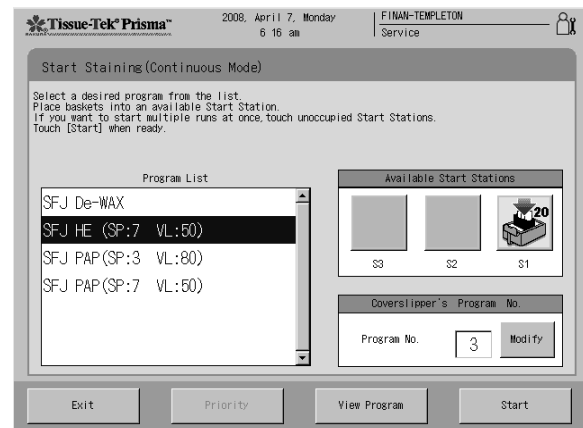 Tissue-Tek® Prisma™
2008, April 7, Monday
6 16 am
FINAN-TEMPLETON
Service
Start Staining(Continuous Mode)
Select a desired program from the list.
Place baskets into an available Start Station.
If you want to start multiple runs at once,touch unoccupied Start Stations.
Touch [Start] when ready.
Program List
SFJ De-WAX
SFJ HE (SP:7 VL:50)
SFJ PAP(SP:3 VL:80)
SFJ PAP(SP:7 VL:50)
Available Start Stations
20
S3 S2 S1
Coverslipper's Program No.
Program No. 3 Modify
Exit Priority View Program Start